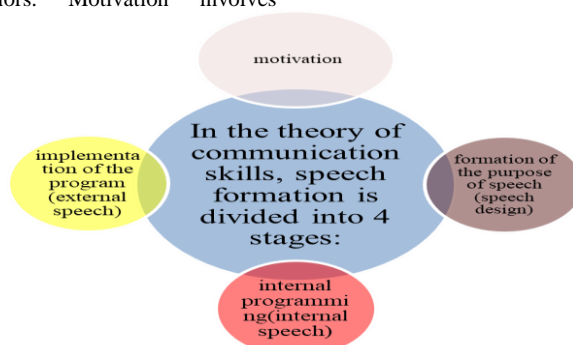 ors. Motivation involves
motivation
In the theory of
communication
skills, speech
formation is
divided into 4
stages:
formation of
the purpose
of speech
(speech
design)
internal
programmi
ng(internal
speech)
implementa
tion of the
program
(external
speech)